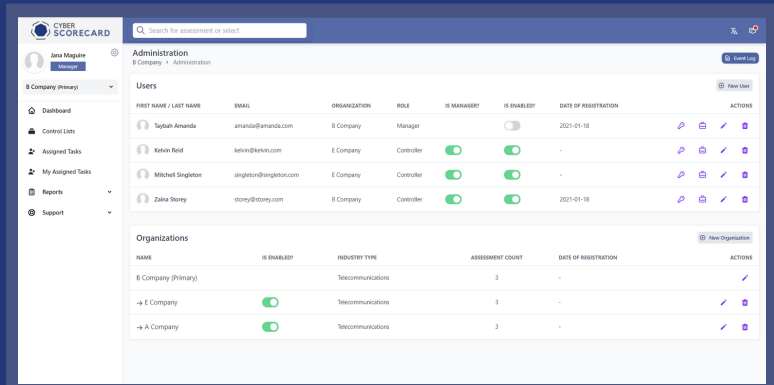 CYBER
SCORECARD
Search for assessment or select
Jana Maguire
Manager
B Company (Primary)
Dashboard
Control Lists
Assigned Tasks
My Assigned Tasks
Reports
Support
Administration
B Company > Administration
Event Log
Users
New User
FIRST NAME / LAST NAME EMAIL ORGANIZATION ROLE IS MANAGER? IS ENABLED? DATE OF REGISTRATION ACTIONS
Taybah Amanda amanda@amanda.com B Company Manager 2021-01-18
Kelvin Reid kelvin@kelvin.com E Company Controller -
Mitchell Singleton singleton@singleton.com E Company Controller -
Zaina Storey storey@storey.com B Company Controller 2021-01-18
Organizations
New Organization
NAME IS ENABLED? INDUSTRY TYPE ASSESSMENT COUNT DATE OF REGISTRATION ACTIONS
B Company (Primary) Telecommunications 3 -
→ E Company Telecommunications 3 -
→ A Company Telecommunications 3 -